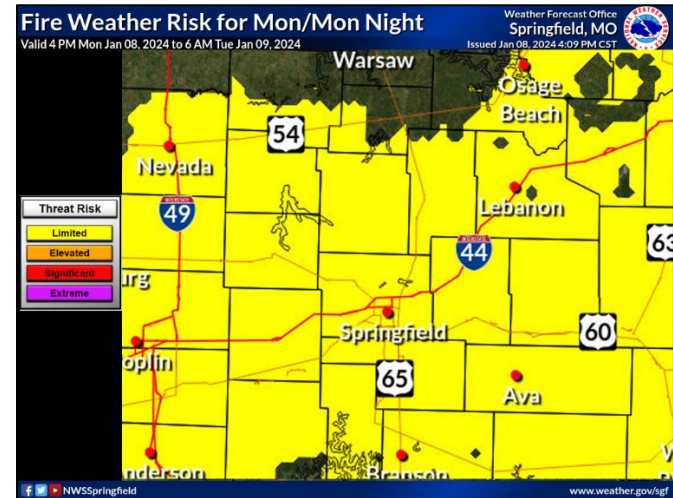 Fire Weather Risk for Mon/Mon Night
Valid 4 PM Mon Jan 08, 2024 to 6 AM Tue Jan 09, 2024
Weather Forecast Office
Springfield, MO
Issued Jan 08, 2024 4:09 PM CST
Warsaw
Osage
Beach
54
Nevada
Threat Risk
Limited
Elevated
Significant
Extreme
49
Lebanon
63
44
urg
Springfield
60
oplin
65
Ava
nderson
Branson
W
NWSSpringfield
www.weather.gov/sgf